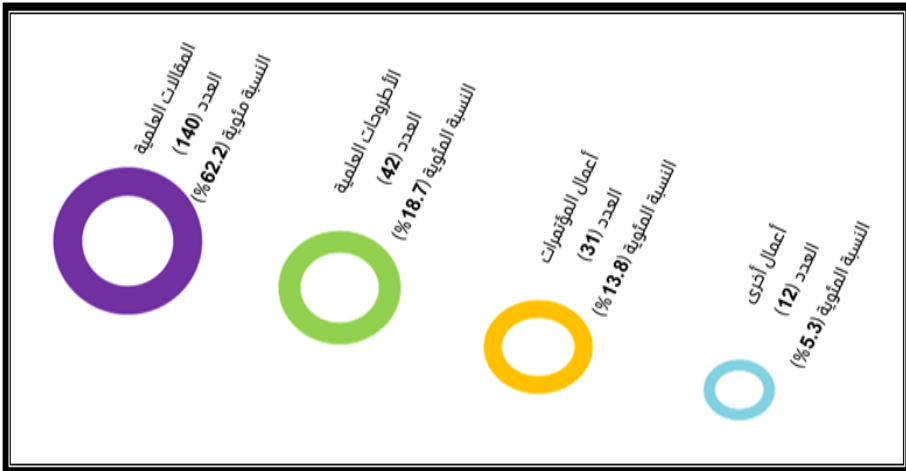 المقالات العلمية
العدد (140)
النسبة مئوية (62.2%)
الأطروحات العلمية
العدد (42)
النسبة المئوية (18.7%)
أعمال المؤتمرات
العدد (31)
النسبة المئوية (13.8%)
أعمال أخرى
العدد (12)
النسبة المئوية (5.3%)